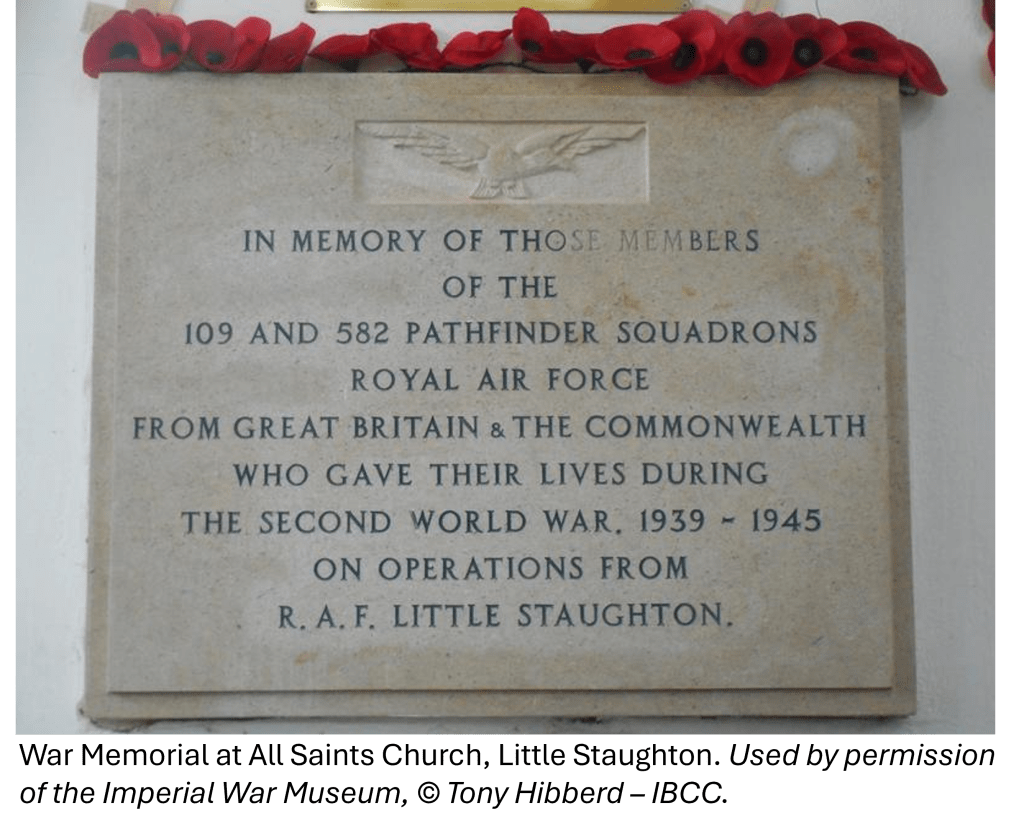 IN MEMORY OF THOSE MEMBERS
OF THE
109 AND 582 PATHFINDER SQUADRONS
ROYAL AIR FORCE
FROM GREAT BRITAIN & THE COMMONWEALTH
WHO GAVE THEIR LIVES DURING
THE SECOND WORLD WAR. 1939 ~ 1945
ON OPERATIONS FROM
R. A. F. LITTLE STAUGHTON.
War Memorial at All Saints Church, Little Staughton. Used by permission
of the Imperial War Museum, © Tony Hibberd – IBCC.